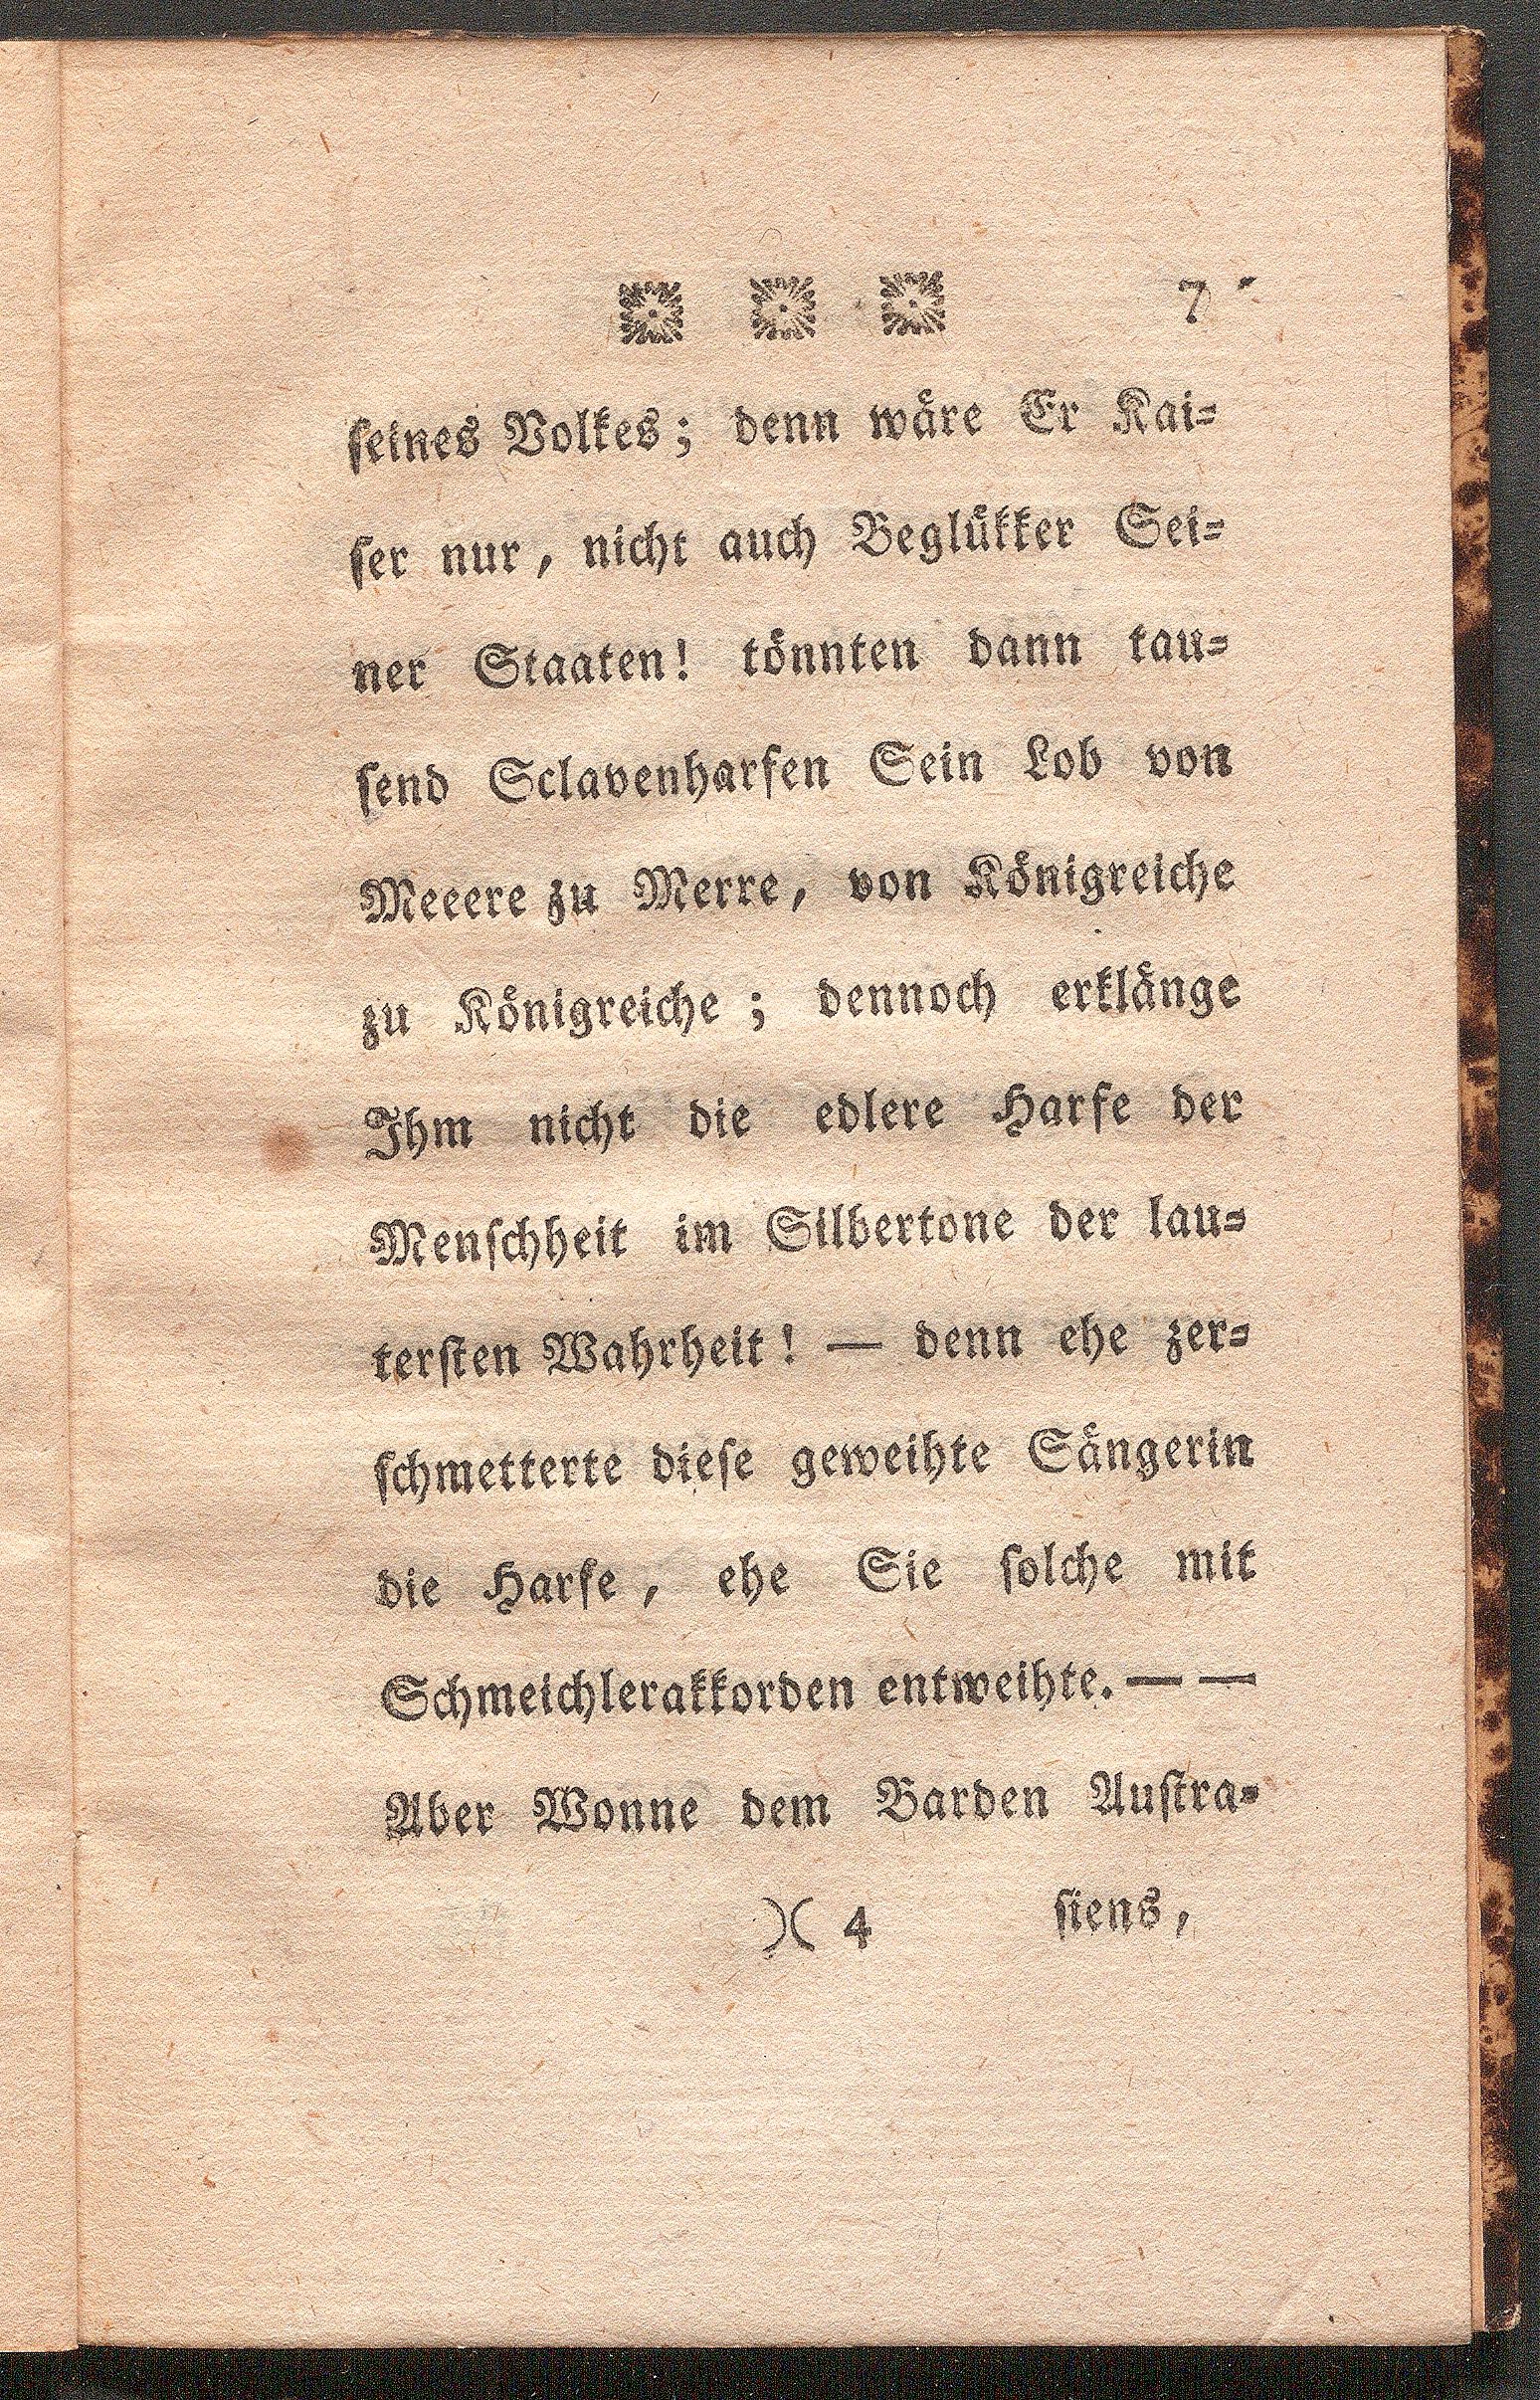 7
ſeines Volkes; denn wäre Er Kai⸗
ſer nur, nicht auch Beglükker Sei⸗
ner Staaten! tönnten dann tau⸗
ſend Sclavenharfen Sein Lob von
Meeere zu Merre, von Königreiche
zu Königreiche; dennoch erklänge
Ihm nicht die edlere Harfe der
Menſchheit im Silbertone der lau⸗
terſten Wahrheit! — denn ehe zer⸗
ſchmetterte dieſe geweihte Sängerin
die Harfe, ehe Sie ſolche mit
Schmeichlerakkorden entweihte. — —
Aber Wonne dem Barden Auſtra⸗
)( 4 ſiens,